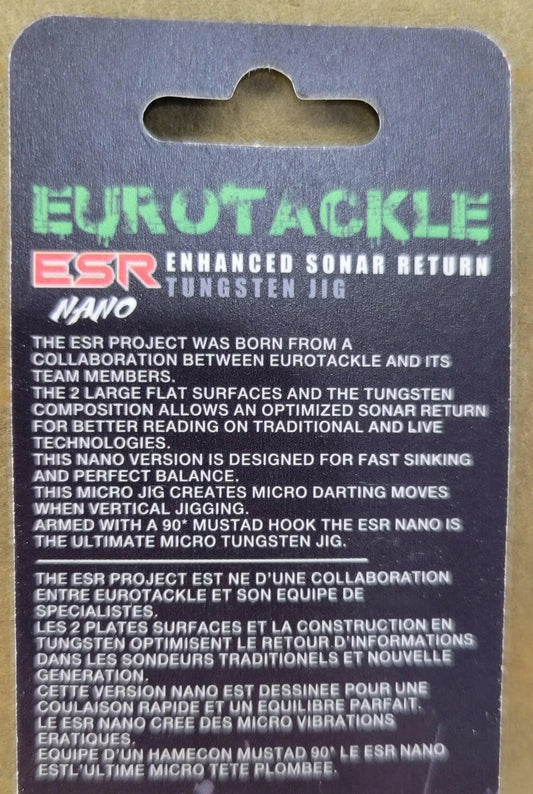 EUROTACKLE
ESR ENHANCED SONAR RETURN
NANO TUNGSTEN JIG
THE ESR PROJECT WAS BORN FROM A
COLLABORATION BETWEEN EUROTACKLE AND ITS
TEAM MEMBERS.
THE 2 LARGE FLAT SURFACES AND THE TUNGSTEN
COMPOSITION ALLOWS AN OPTIMIZED SONAR RETURN
FOR BETTER READING ON TRADITIONAL AND LIVE
TECHNOLOGIES.
THIS NANO VERSION IS DESIGNED FOR FAST SINKING
AND PERFECT BALANCE.
THIS MICRO JIG CREATES MICRO DARTING MOVES
WHEN VERTICAL JIGGING.
ARMED WITH A 90* MUSTAD HOOK THE ESR NANO IS
THE ULTIMATE MICRO TUNGSTEN JIG.
THE ESR PROJECT EST NE D'UNE COLLABORATION
ENTRE EUROTACKLE ET SON EQUIPE DE
SPECIALISTES.
LES 2 PLATES SURFACES ET LA CONSTRUCTION EN
TUNGSTEN OPTIMISENT LE RETOUR D'INFORMATIONS
DANS LES SONDEURS TRADITIONELS ET NOUVELLE
GENERATION.
CETTE VERSION NANO EST DESSINEE POUR UNE
COULAISON RAPIDE ET UN EQUILIBRE PARFAIT.
LE ESR NANO CREE DES MICRO VIBRATIONS
ERATIQUES.
EQUIPE D'UN HAMECON MUSTAD 90* LE ESR NANO
ESTL'ULTIME MICRO TETE PLOMBEE.